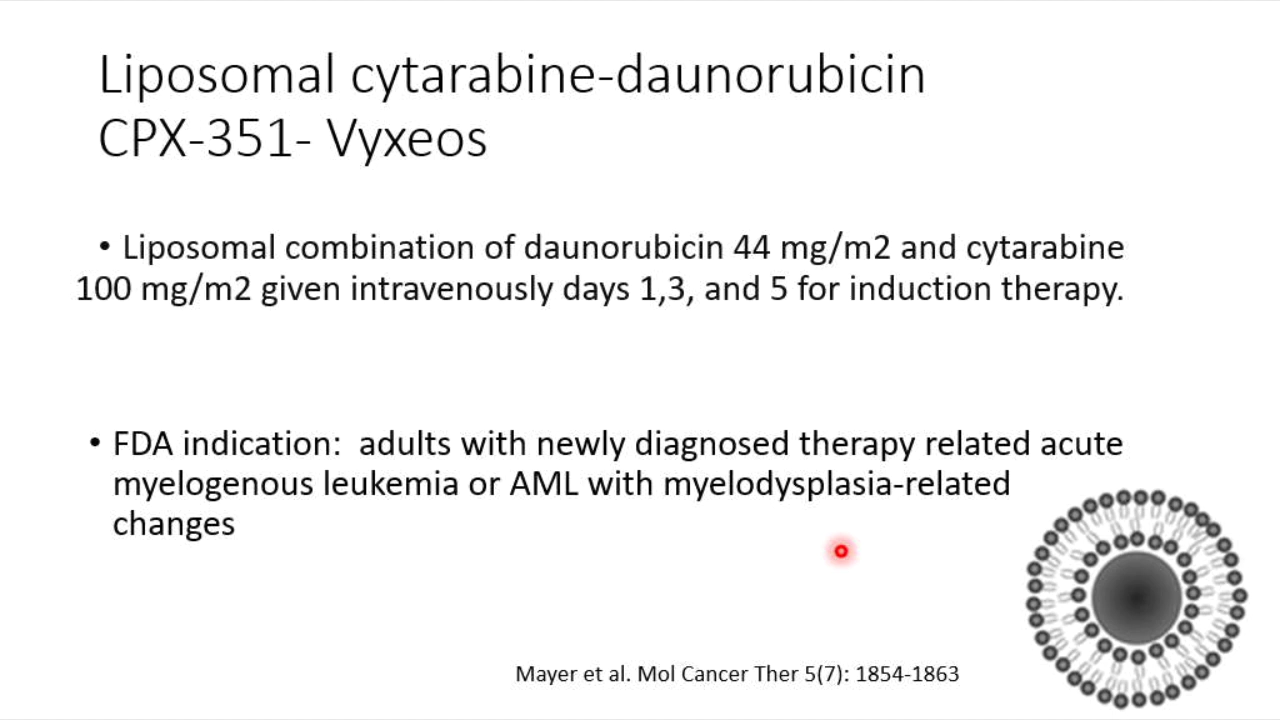 Liposomal cytarabine-daunorubicin
CPX-351- Vyxeos
• Liposomal combination of daunorubicin 44 mg/m2 and cytarabine
100 mg/m2 given intravenously days 1,3, and 5 for induction therapy.
• FDA indication:  adults with newly diagnosed therapy related acute
myelogenous leukemia or AML with myelodysplasia-related
changes
Mayer et al. Mol Cancer Ther 5(7): 1854-1863